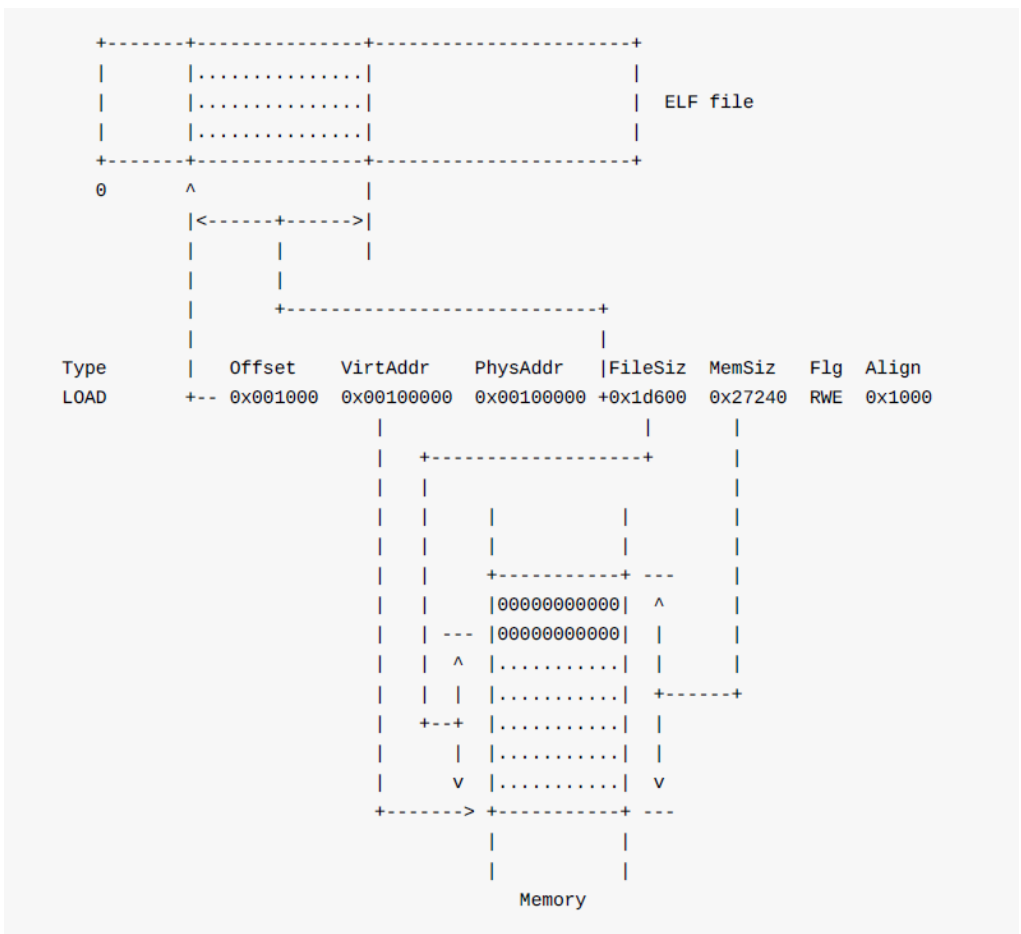 +-------+---------------+-----------------------+
|       |...............|                       |
|       |...............|                       |  ELF file
|       |...............|                       |
+-------+---------------+-----------------------+
0       ^               |
        |<------+------>|
        |       |       |
        |       |
        |       +----------------------------+
        |                                    |
Type | Offset VirtAddr PhysAddr |FileSiz MemSiz Flg Align
LOAD +-- 0x001000 0x00100000 0x00100000 +0x1d600 0x27240 RWE 0x1000
| | |
| +-------------------+ |
| | |
| | | | |
| | | | |
| | +-----------+ --- |
| | |00000000000| ^ |
| | --- |00000000000| | |
| | ^ |...........| | |
| | | |...........| +------+
| +--+ |...........| |
| | |...........| |
| v |...........| v
+-------> +-----------+ ---
| |
| |
Memory